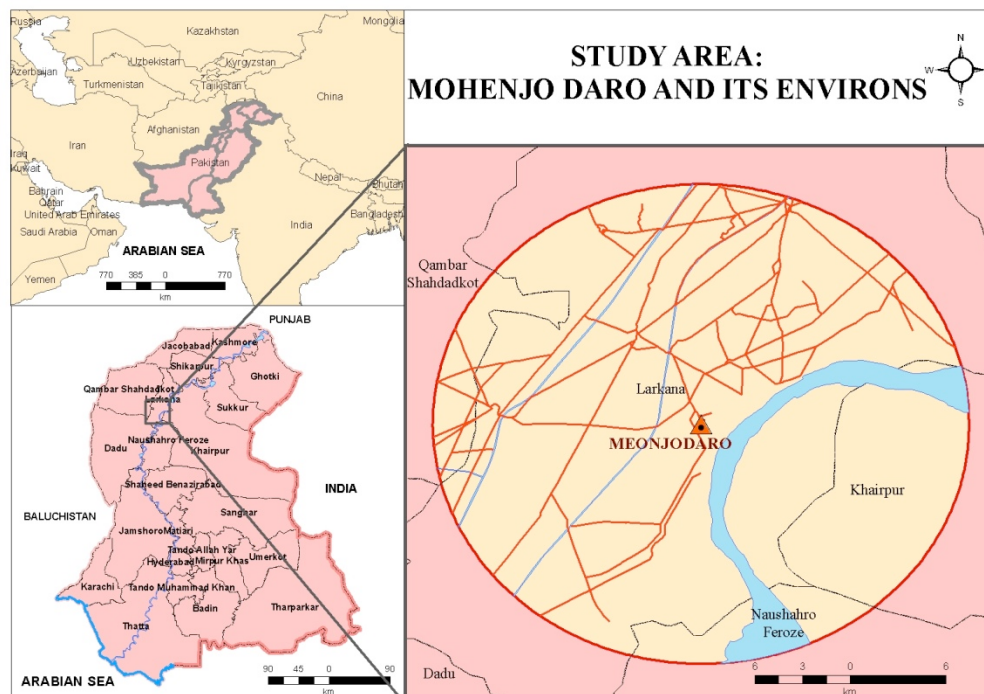 STUDY AREA:
MOHENJO DARO AND ITS ENVIRONS
N
W
S
Russia
Kazakhstan
Mongolia
Azerbaijan
Uzbekistan
Kyrgyzstan
Turkmenistan
Tajikistan
China
Afghanistan
Iran
Iraq
Kuwait
Pakistan
Nepal
Bhutan
Bahrain
Qatar
United Arab Emirates
Bangladesh
Saudi Arabia
Oman
India
ARABIAN SEA
Yemen
770 385 0 770
km
PUNJAB
Jacobabad
Kashmore
Shikarpur
Ghotki
Qambar Shahdadkot
Larkana
Sukkur
Naushahro Feroze
Dadu
Khairpur
INDIA
Shaheed Benazirabad
Sanghar
BALUCHISTAN
Jamshoro
Matiari
Tando Allah Yar
Hyderabad
Mirpur Khas
Umerkot
Karachi
Tando Muhammad Khan
Badin
Tharparkar
Thatta
90 45 0 90
km
ARABIAN SEA
Qambar
Shahdadkot
Larkana
MEONJODARO
Khairpur
Naushahro
Feroze
Dadu
6 3 0 6
km